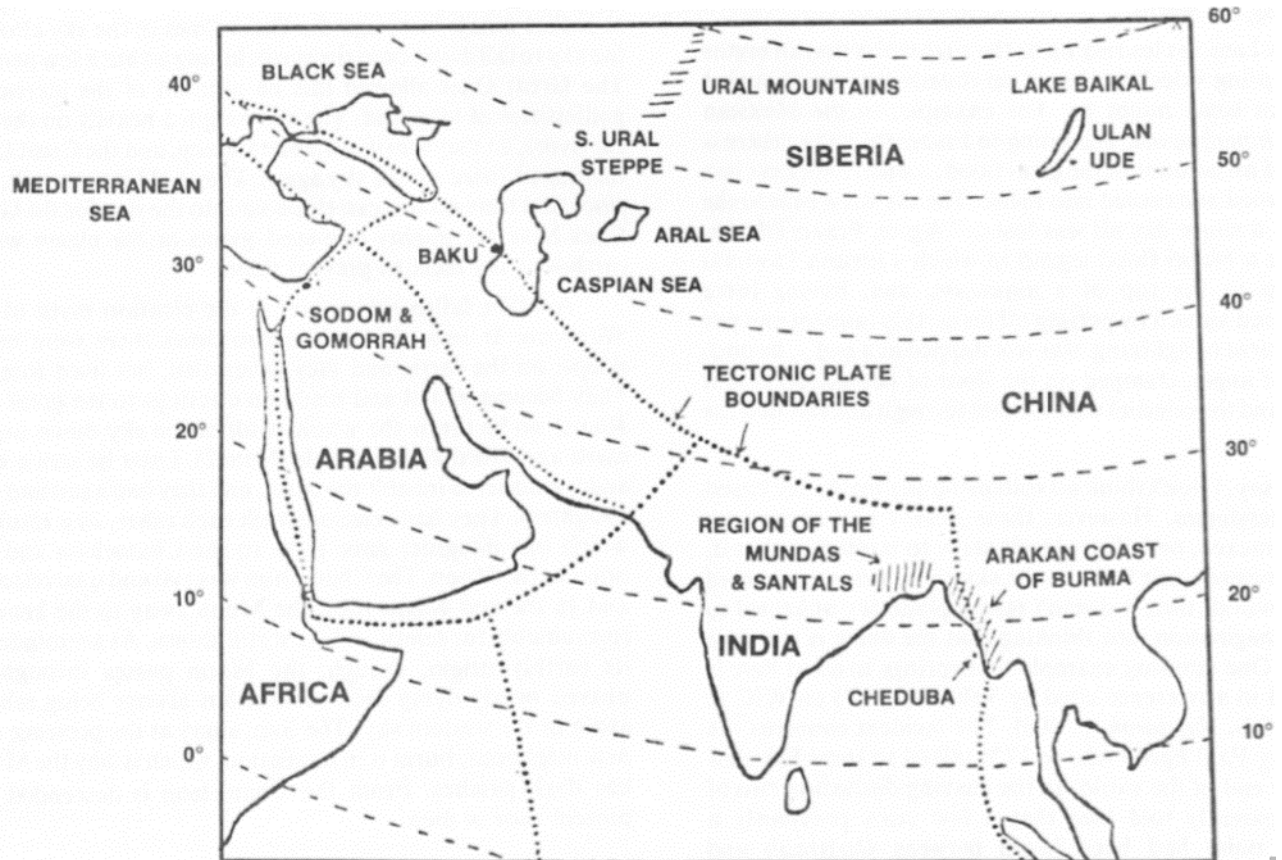 60°
BLACK SEA
URAL MOUNTAINS
LAKE BAIKAL
40°
S. URAL
STEPPE
SIBERIA
ULAN
UDE
50°
MEDITERRANEAN
SEA
BAKU
ARAL SEA
30°
CASPIAN SEA
40°
SODOM &
GOMORRAH
TECTONIC PLATE
BOUNDARIES
CHINA
20°
ARABIA
30°
REGION OF THE
MUNDAS
& SANTALS
ARAKAN COAST
OF BURMA
10°
20°
INDIA
AFRICA
CHEDUBA
10°
0°